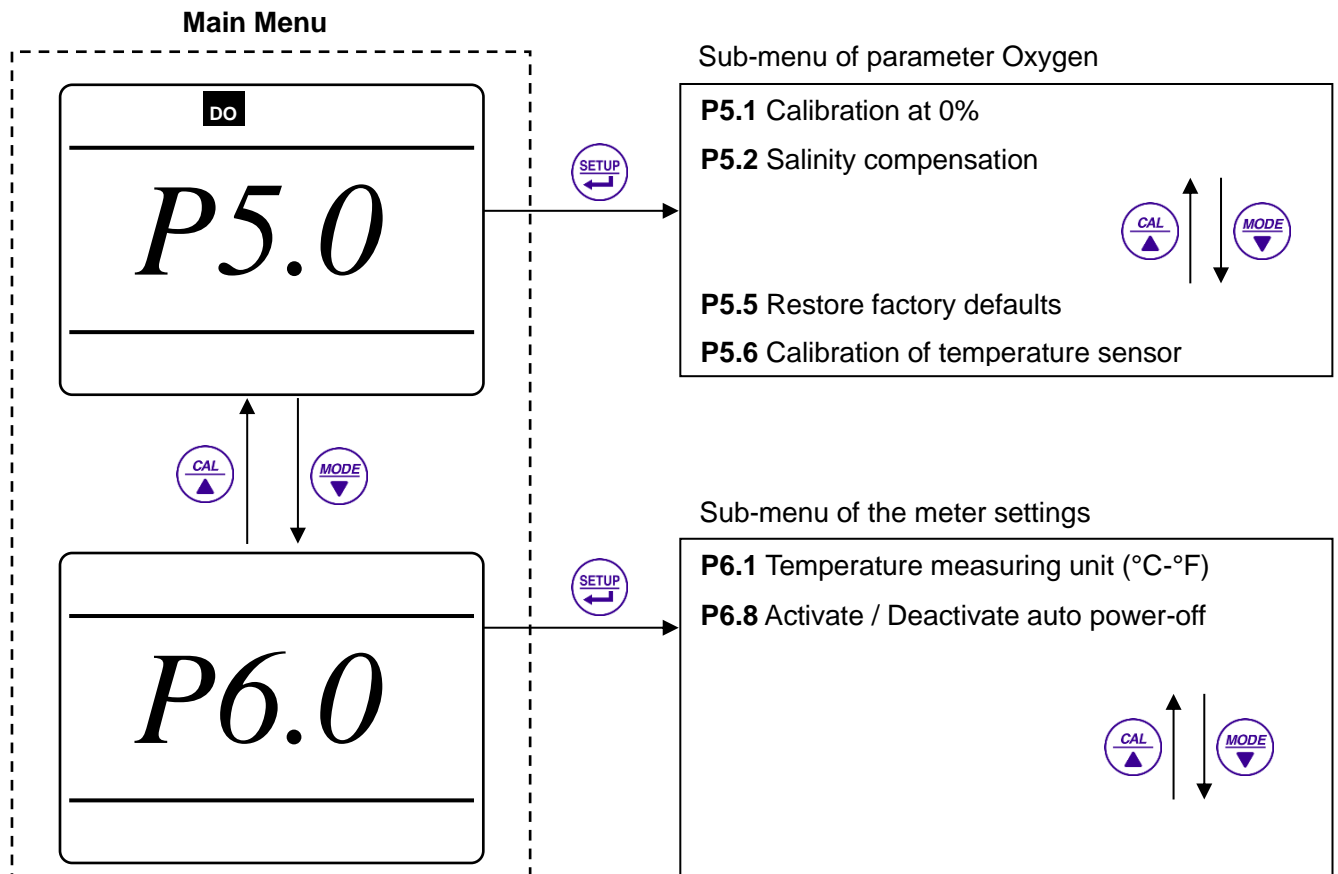 Main Menu
DO
P5.0
SETUP
Sub-menu of parameter Oxygen
P5.1 Calibration at 0%
P5.2 Salinity compensation
CAL
MODE
P5.5 Restore factory defaults
P5.6 Calibration of temperature sensor
CAL
MODE
P6.0
SETUP
Sub-menu of the meter settings
P6.1 Temperature measuring unit (°C-°F)
P6.8 Activate / Deactivate auto power-off
CAL
MODE